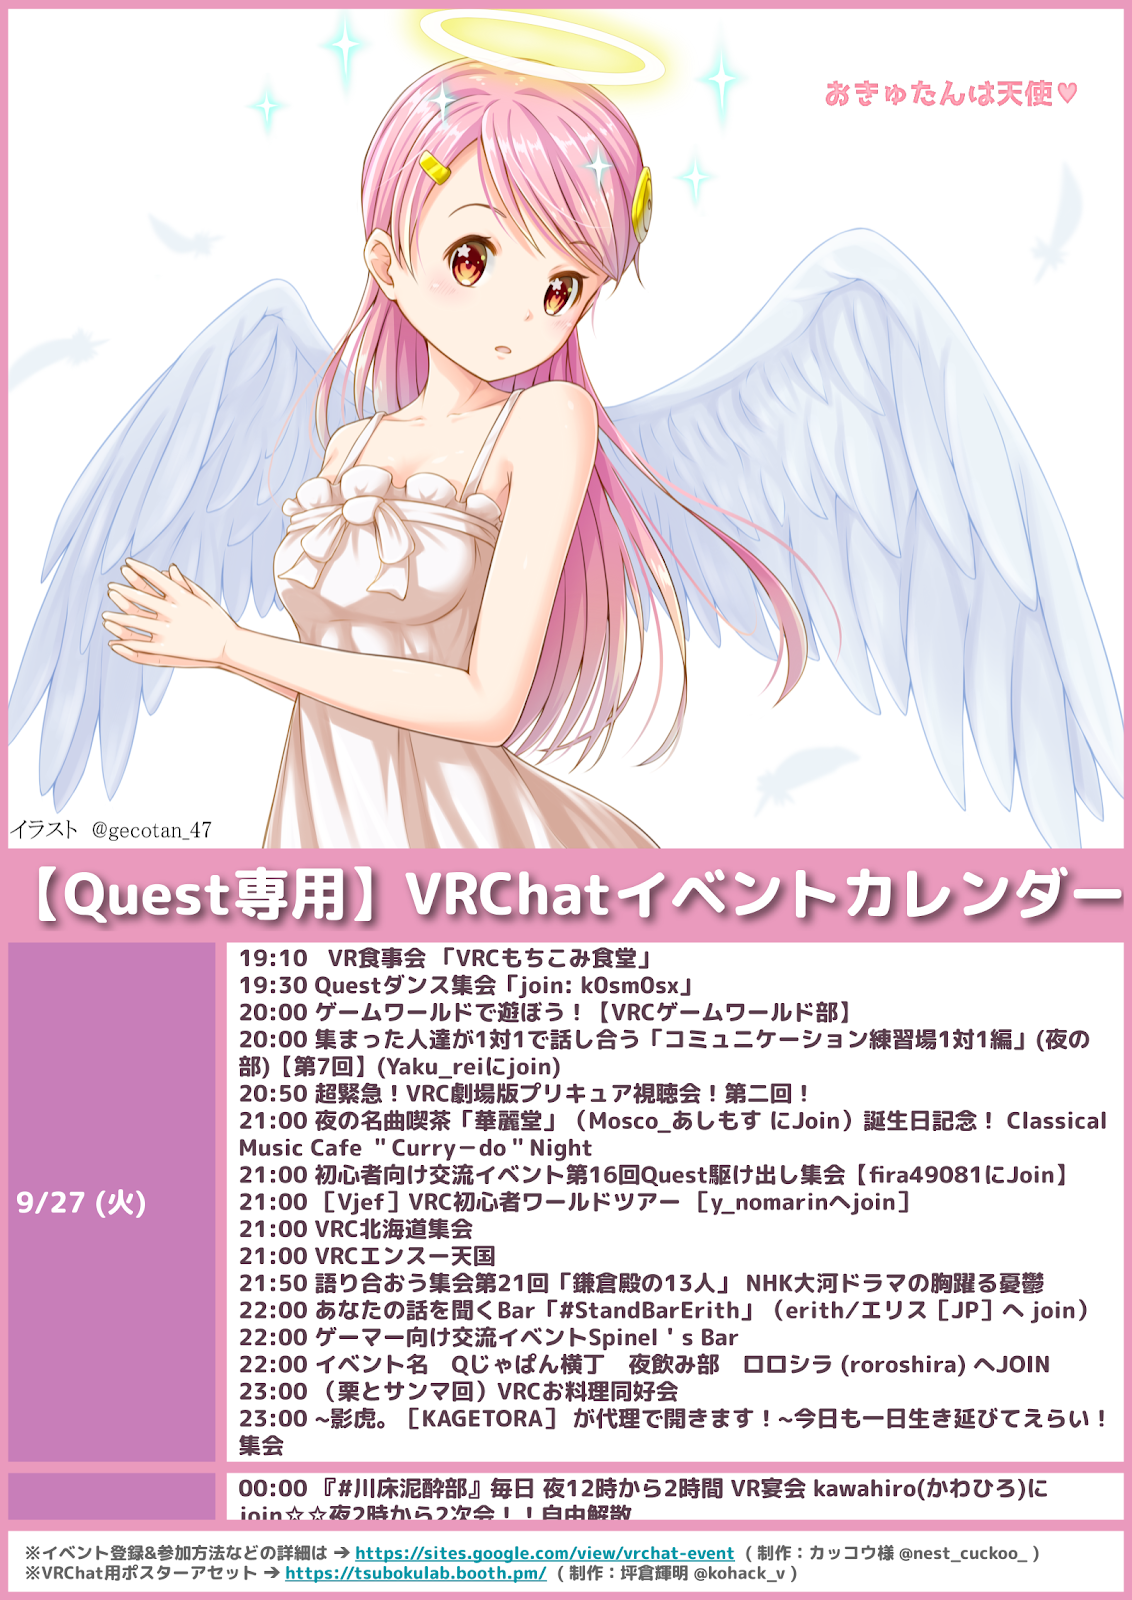 おきゅたんは天使♥
イラスト @gecotan_47
【Quest専用】VRChatイベントカレンダー
9/27 (火)
19:10　VR食事会 「VRCもちこみ食堂」
19:30 Questダンス集会「join: k0sm0sx」
20:00 ゲームワールドで遊ぼう！【VRCゲームワールド部】
20:00 集まった人達が1対1で話し合う「コミュニケーション練習場1対1編」(夜の
部)【第7回】(Yaku_reiにjoin)
20:50 超緊急！VRC劇場版プリキュア視聴会！第二回！
21:00 夜の名曲喫茶「華麗堂」（Mosco_あしもす にJoin）誕生日記念！ Classical
Music Cafe ＂Curry－do＂Night
21:00 初心者向け交流イベント第16回Quest駆け出し集会【fira49081にJoin】
21:00 ［Vjef］VRC初心者ワールドツアー ［y_nomarinへjoin］
21:00 VRC北海道集会
21:00 VRCエンスー天国
21:50 語り合おう集会第21回「鎌倉殿の13人」 NHK大河ドラマの胸躍る憂鬱
22:00 あなたの話を聞くBar「#StandBarErith」（erith/エリス［JP］へ join）
22:00 ゲーマー向け交流イベントSpinel＇s Bar
22:00 イベント名　Qじゃぱん横丁　夜飲み部　ロロシラ (roroshira) へJOIN
23:00 （栗とサンマ回）VRCお料理同好会
23:00 ~影虎。［KAGETORA］ が代理で開きます！~今日も一日生き延びてえらい！
集会
00:00 『#川床泥酔部』毎日 夜12時から2時間 VR宴会 kawahiro(かわひろ)に
join☆☆夜2時から2次会！！自由解散
※イベント登録&参加方法などの詳細は ➔ https://sites.google.com/view/vrchat-event ( 制作：カッコウ様 @nest_cuckoo_ )
※VRChat用ポスターアセット ➔ https://tsubokulab.booth.pm/ ( 制作：坪倉輝明 @kohack_v )